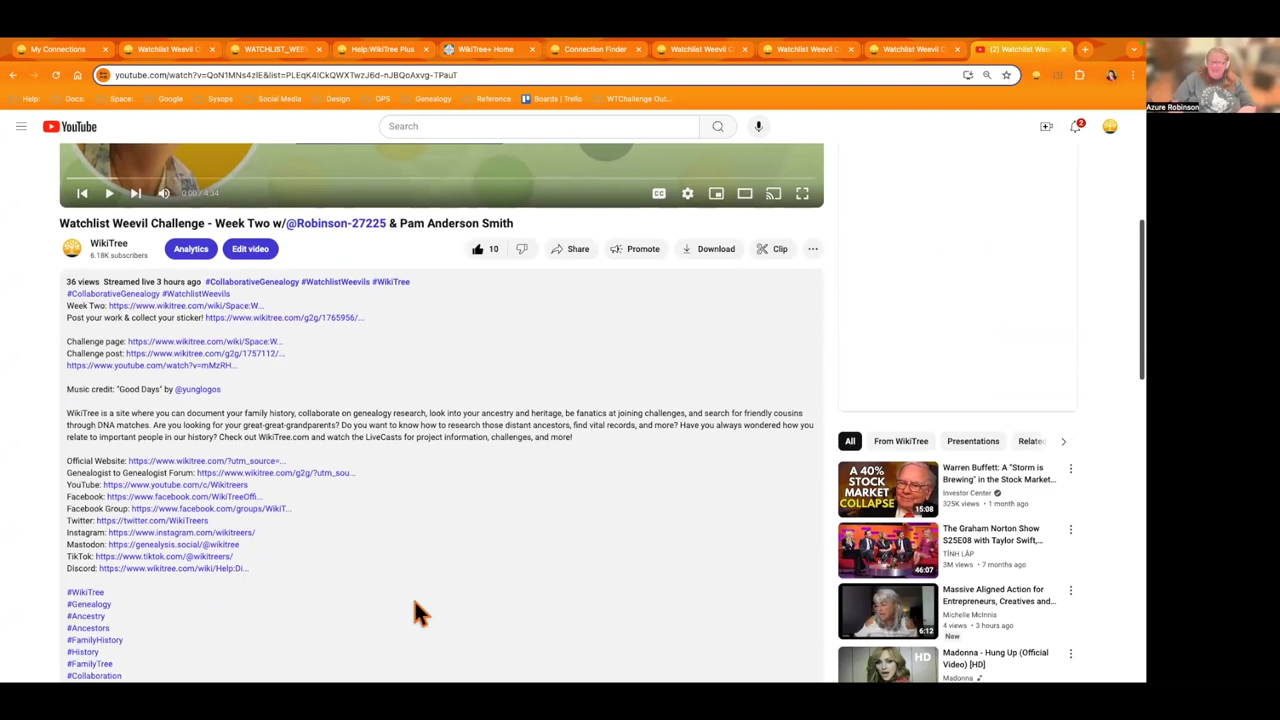 My Connections
Watchlist Weevil C
WATCHLIST_WEE
Help:WikiTree Plus
WikiTree+ Home
Connection Finder
Watchlist Weevil C
Watchlist Weevil C
Watchlist Weevil C
(2) Watchlist Wee
youtube.com/watch?v=QoN1MNs4zlE&list=PLEqK4lCkQWXTwzJ6d-nJBQoAxvg-TPauT
Help:
Docs:
Space:
Google
Sysops
Social Media
Design
OPS
Genealogy
Reference
Boards | Trello
WTChallenge Out...
Azure Robinson
YouTube
Search
2
0:00 / 4:34
Watchlist Weevil Challenge - Week Two w/@Robinson-27225 & Pam Anderson Smith
WikiTree
6.18K subscribers
Analytics
Edit video
10
Share
Promote
Download
Clip
36 views Streamed live 3 hours ago #CollaborativeGenealogy #WatchlistWeevils #WikiTree
#CollaborativeGenealogy #WatchlistWeevils
Week Two: https://www.wikitree.com/wiki/Space:W...
Post your work & collect your sticker! https://www.wikitree.com/g2g/1765956/...
Challenge page: https://www.wikitree.com/wiki/Space:W...
Challenge post: https://www.wikitree.com/g2g/1757112/...
https://www.youtube.com/watch?v=mMzRH...
Music credit: "Good Days" by @yunglogos
WikiTree is a site where you can document your family history, collaborate on genealogy research, look into your ancestry and heritage, be fanatics at joining challenges, and search for friendly cousins
through DNA matches. Are you looking for your great-great-grandparents? Do you want to know how to research those distant ancestors, find vital records, and more? Have you always wondered how you
relate to important people in our history? Check out WikiTree.com and watch the LiveCasts for project information, challenges, and more!
Official Website: https://www.wikitree.com/?utm_source=...
Genealogist to Genealogist Forum: https://www.wikitree.com/g2g/?utm_sou...
YouTube: https://www.youtube.com/c/Wikitreers
Facebook: https://www.facebook.com/WikiTreeOffi...
Facebook Group: https://www.facebook.com/groups/WikiT...
Twitter: https://twitter.com/WikiTreers
Instagram: https://www.instagram.com/wikitreers/
Mastodon: https://genealysis.social/@wikitree
TikTok: https://www.tiktok.com/@wikitreers/
Discord: https://www.wikitree.com/wiki/Help:Di...
#WikiTree
#Genealogy
#Ancestry
#Ancestors
#FamilyHistory
#History
#FamilyTree
#Collaboration
All
From WikiTree
Presentations
Related
A 40%
STOCK
MARKET
COLLAPSE
15:08
Warren Buffett: A "Storm is
Brewing" in the Stock Market...
Investor Center
325K views • 1 month ago
46:07
The Graham Norton Show
S25E08 with Taylor Swift,...
TÌNH LẬP
3M views • 7 months ago
6:12
Massive Aligned Action for
Entrepreneurs, Creatives and...
Michelle McInnis
4 views • 3 hours ago
New
HD
Madonna - Hung Up (Official
Video) [HD]
Madonna